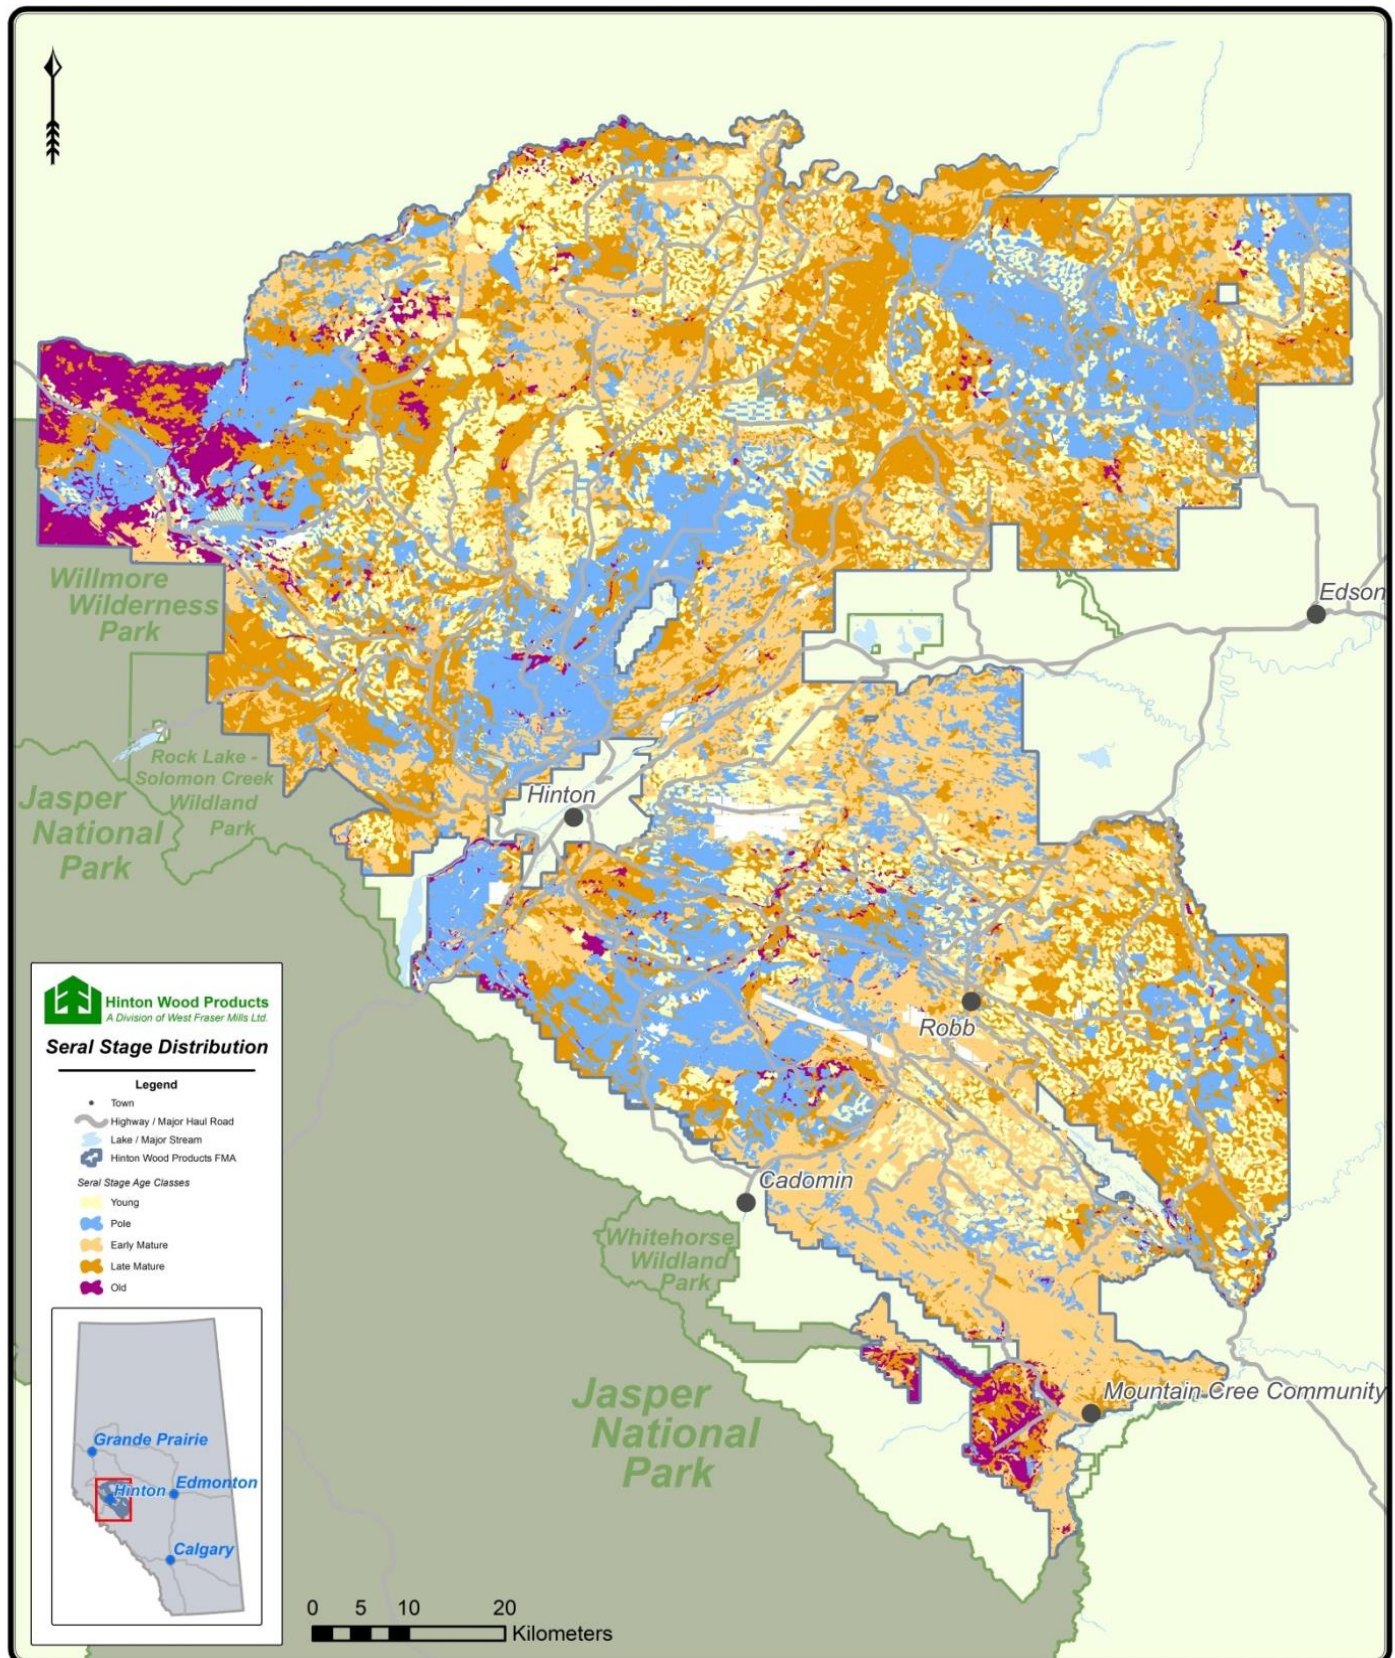 Edson
Willmore
Wilderness
Park
Rock Lake -
Solomon Creek
Wildland
Park
Jasper
National
Park
Hinton
Robb
Cadomin
Whitehorse
Wildland
Park
Jasper
National
Park
Mountain Cree Community
Hinton Wood Products
A Division of West Fraser Mills Ltd.
Seral Stage Distribution
Legend
Town
Highway / Major Haul Road
Lake / Major Stream
Hinton Wood Products FMA
Seral Stage Age Classes
Young
Pole
Early Mature
Late Mature
Old
Grande Prairie
Hinton
Edmonton
Calgary
0 5 10 20
Kilometers